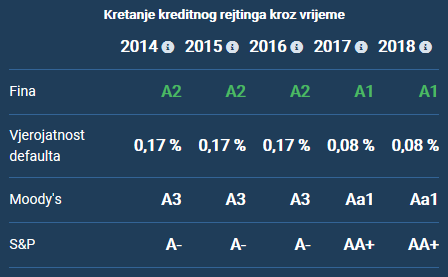 Kretanje kreditnog rejtinga kroz vrijeme
2014 2015 2016 2017 2018
Fina A2 A2 A2 A1 A1
Vjerojatnost
defaulta 0,17 % 0,17 % 0,17 % 0,08 % 0,08 %
Moody's A3 A3 A3 Aa1 Aa1
S&P A- A- A- AA+ AA+